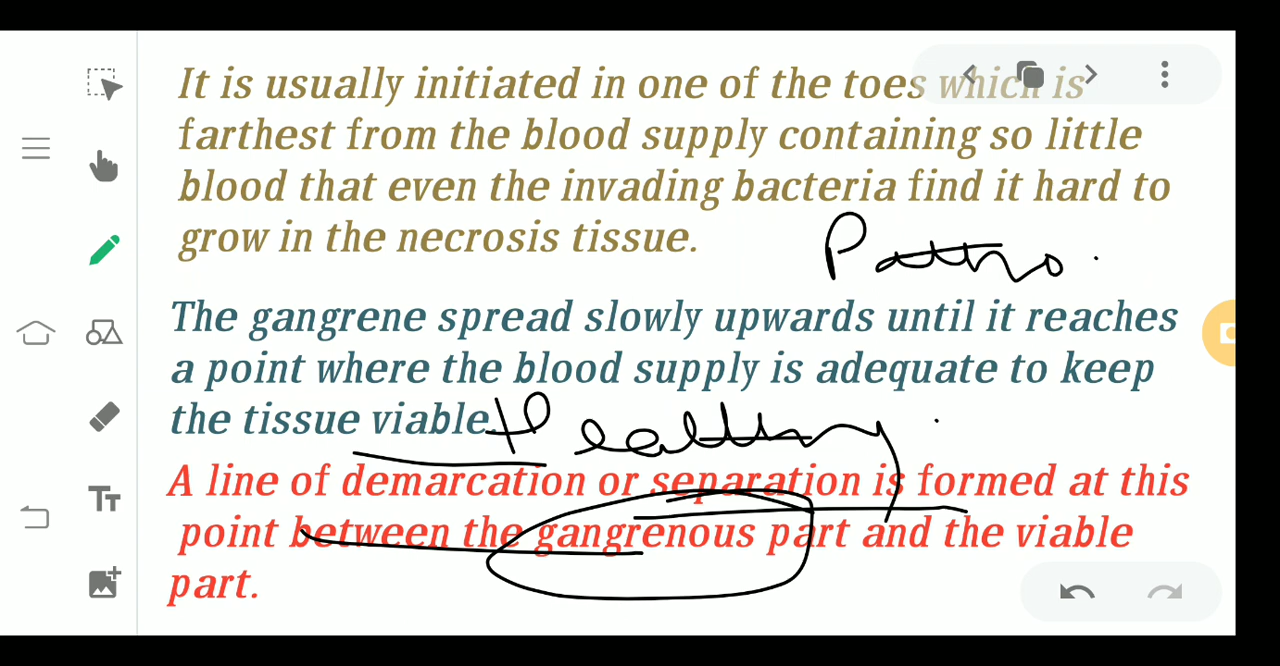 It is usually initiated in one of the toes which is
farthest from the blood supply containing so little
blood that even the invading bacteria find it hard to
grow in the necrosis tissue.
Patho.
The gangrene spread slowly upwards until it reaches
a point where the blood supply is adequate to keep
the tissue viable.
Healthy
A line of demarcation or separation is formed at this
point between the gangrenous part and the viable
part.